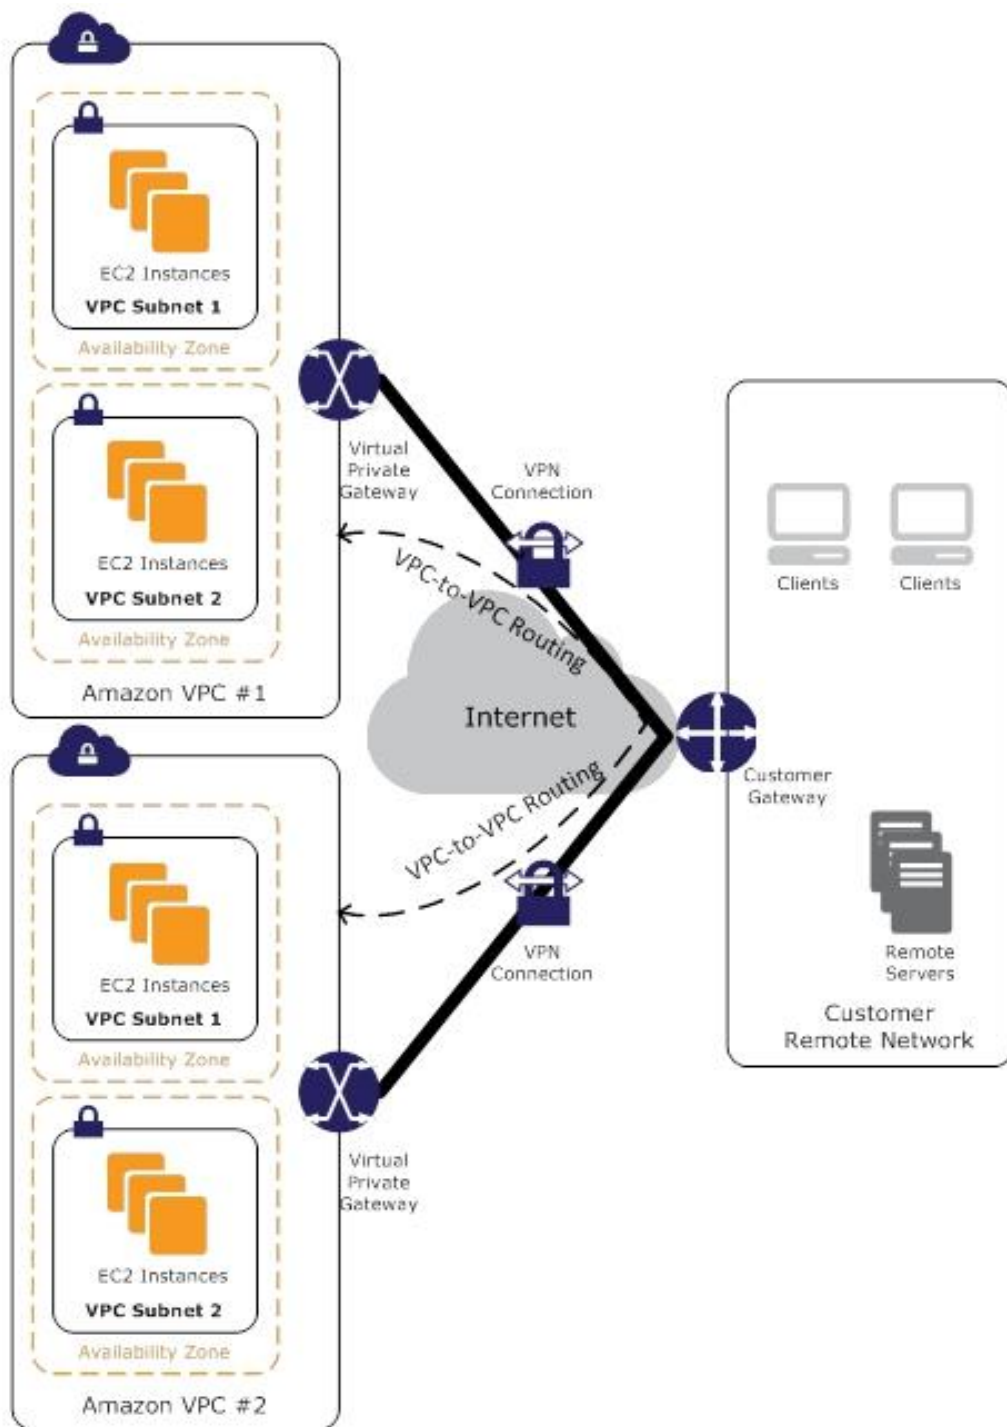 EC2 Instances
VPC Subnet 1
Availability Zone
EC2 Instances
VPC Subnet 2
Availability Zone
Amazon VPC #1
Virtual
Private
Gateway
VPN
Connection
VPC-to-VPC Routing
Internet
VPC-to-VPC Routing
VPN
Connection
Clients
Clients
Customer
Gateway
Remote
Servers
Customer
Remote Network
EC2 Instances
VPC Subnet 1
Availability Zone
Virtual
Private
Gateway
EC2 Instances
VPC Subnet 2
Availability Zone
Amazon VPC #2